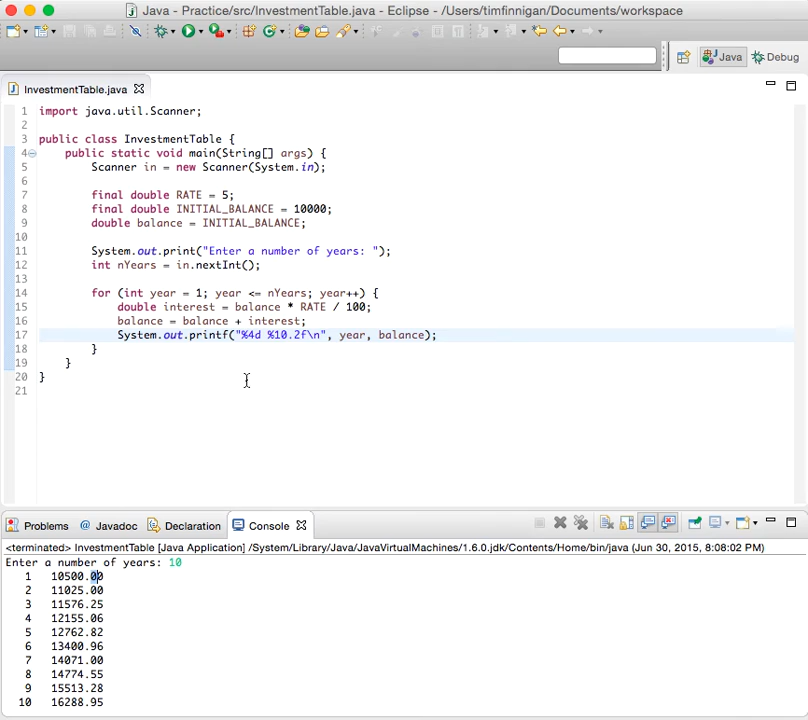 Java - Practice/src/InvestmentTable.java - Eclipse - /Users/timfinnigan/Documents/workspace
Java Debug
InvestmentTable.java
1 import java.util.Scanner;
2
3 public class InvestmentTable {
4     public static void main(String[] args) {
5         Scanner in = new Scanner(System.in);
6
7         final double RATE = 5;
8         final double INITIAL_BALANCE = 10000;
9         double balance = INITIAL_BALANCE;
10
11         System.out.print("Enter a number of years: ");
12         int nYears = in.nextInt();
13
14         for (int year = 1; year <= nYears; year++) {
15             double interest = balance * RATE / 100;
16             balance = balance + interest;
17             System.out.printf("%4d %10.2f\n", year, balance);
18         }
19     }
20 }
21
Problems @ Javadoc Declaration Console
<terminated> InvestmentTable [Java Application] /System/Library/Java/JavaVirtualMachines/1.6.0.jdk/Contents/Home/bin/java (Jun 30, 2015, 8:08:02 PM)
Enter a number of years: 10
   1   10500.00
   2   11025.00
   3   11576.25
   4   12155.06
   5   12762.82
   6   13400.96
   7   14071.00
   8   14774.55
   9   15513.28
  10   16288.95